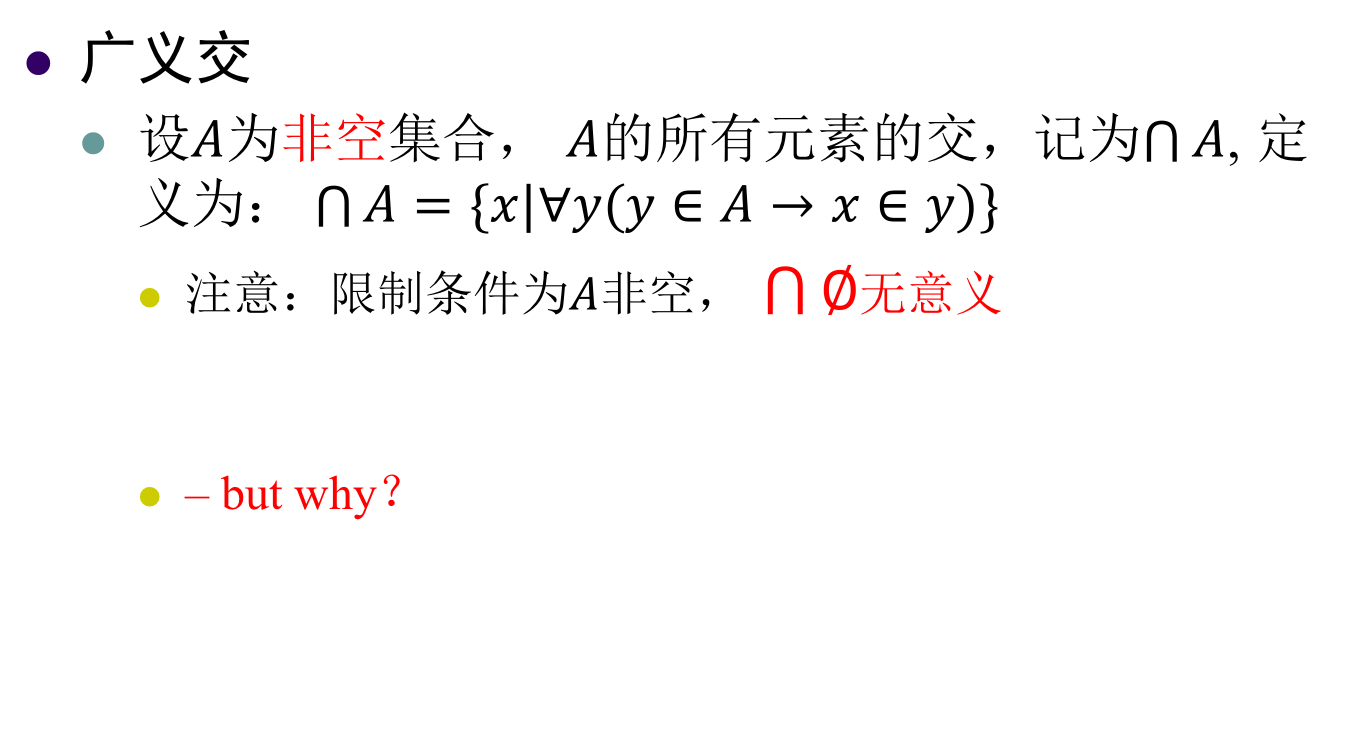 广义交
设A为非空集合， A的所有元素的交，记为⋂ A, 定
义为： ⋂ A = {x|∀y(y ∈ A → x ∈ y)}
注意：限制条件为A非空， ⋂ ∅无意义
– but why？